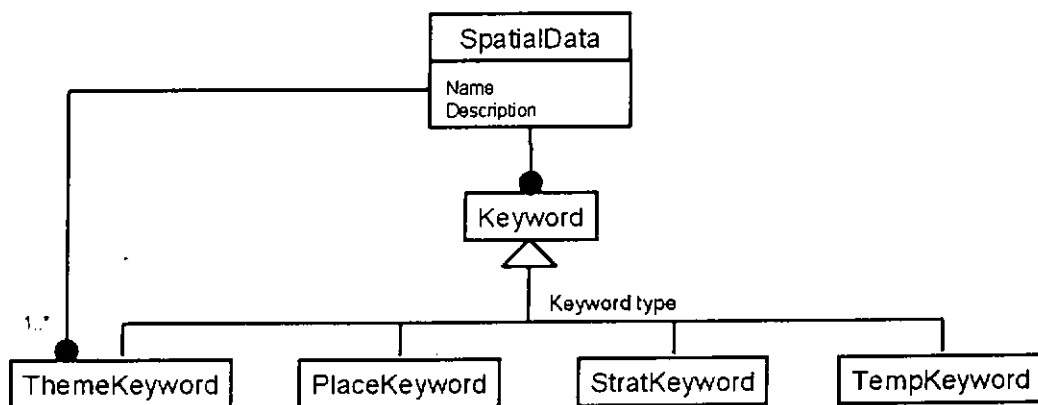 SpatialData
Name
Description
Keyword
Keyword type
1..*
ThemeKeyword
PlaceKeyword
StratKeyword
TempKeyword